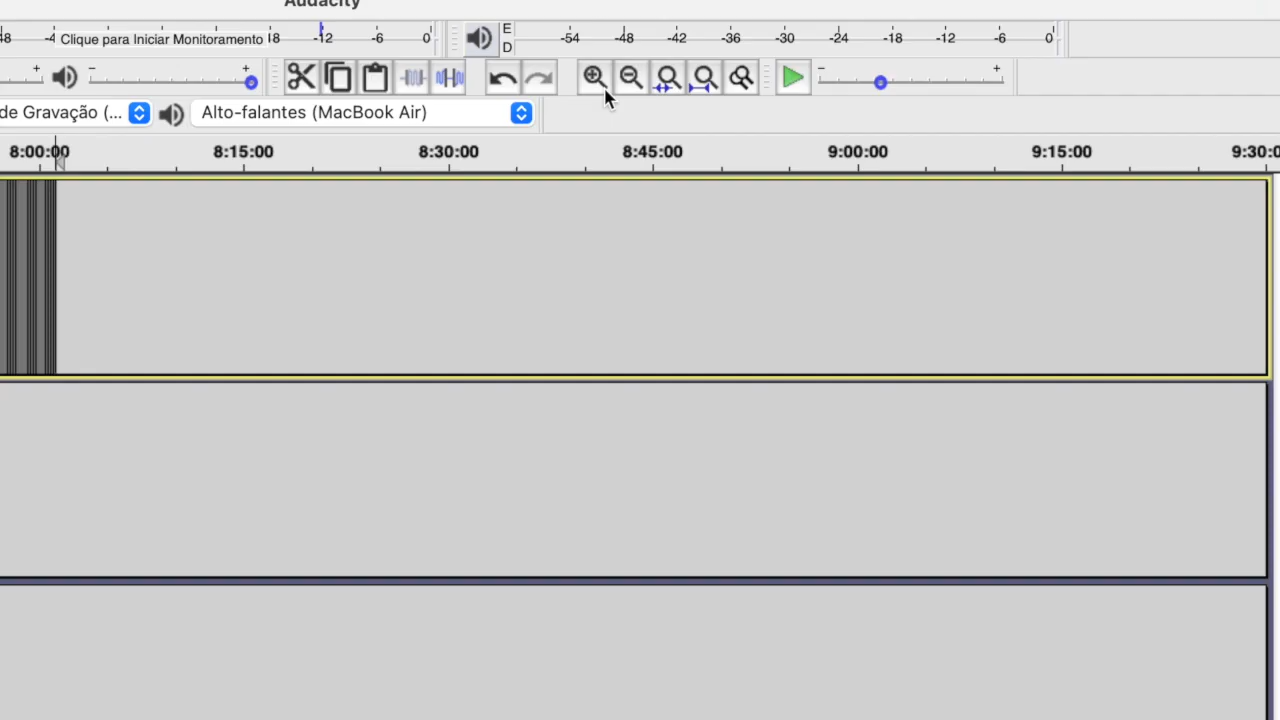 Audacity
48 -4 Clique para Iniciar Monitoramento 18 -12 -6 0 E -54 -48 -42 -36 -30 -24 -18 -12 -6 0
D
+ - + - +
de Gravação (... Alto-falantes (MacBook Air)
8:00:00 8:15:00 8:30:00 8:45:00 9:00:00 9:15:00 9:30:0